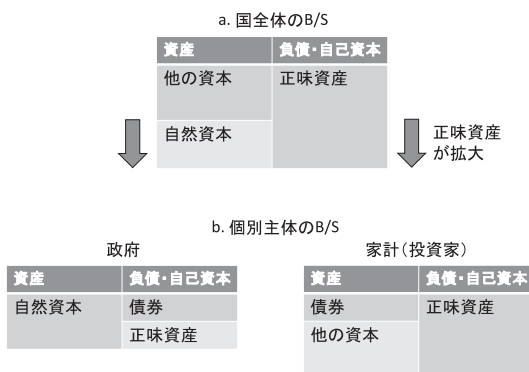 a. 国全体のB/S
資産 負債・自己資本
他の資本 正味資産
自然資本
正味資産
が拡大
b. 個別主体のB/S
政府
資産 負債・自己資本
自然資本 債券
正味資産
家計(投資家)
資産 負債・自己資本
債券 正味資産
他の資本